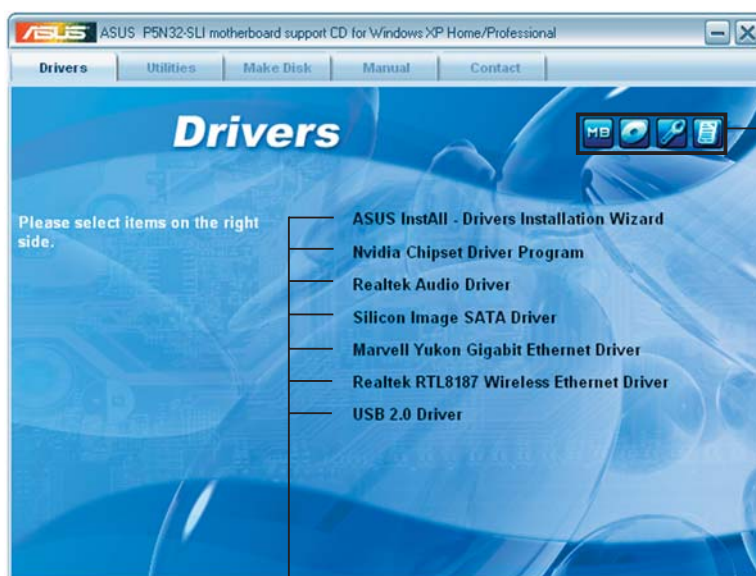 ASUS ASUS P5N32-SLI motherboard support CD for Windows XP Home/Professional
Drivers Utilities Make Disk Manual Contact
Drivers
MB
Please select items on the right
side.
ASUS InstAll - Drivers Installation Wizard
Nvidia Chipset Driver Program
Realtek Audio Driver
Silicon Image SATA Driver
Marvell Yukon Gigabit Ethernet Driver
Realtek RTL8187 Wireless Ethernet Driver
USB 2.0 Driver